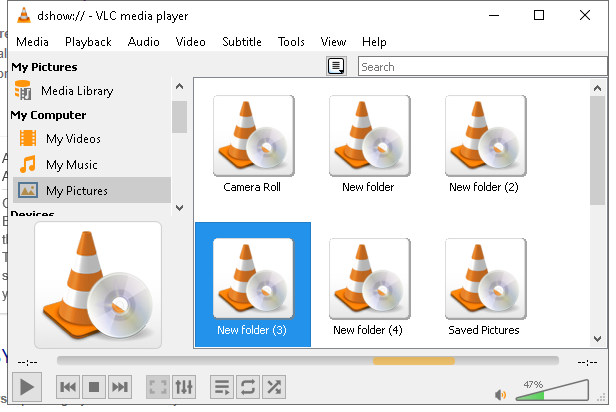 dshow:// - VLC media player
Media Playback Audio Video Subtitle Tools View Help
My Pictures
Search
Media Library
My Computer
My Videos
My Music
My Pictures
Devices
Camera Roll
New folder
New folder (2)
New folder (3)
New folder (4)
Saved Pictures
--:--
--:--
47%